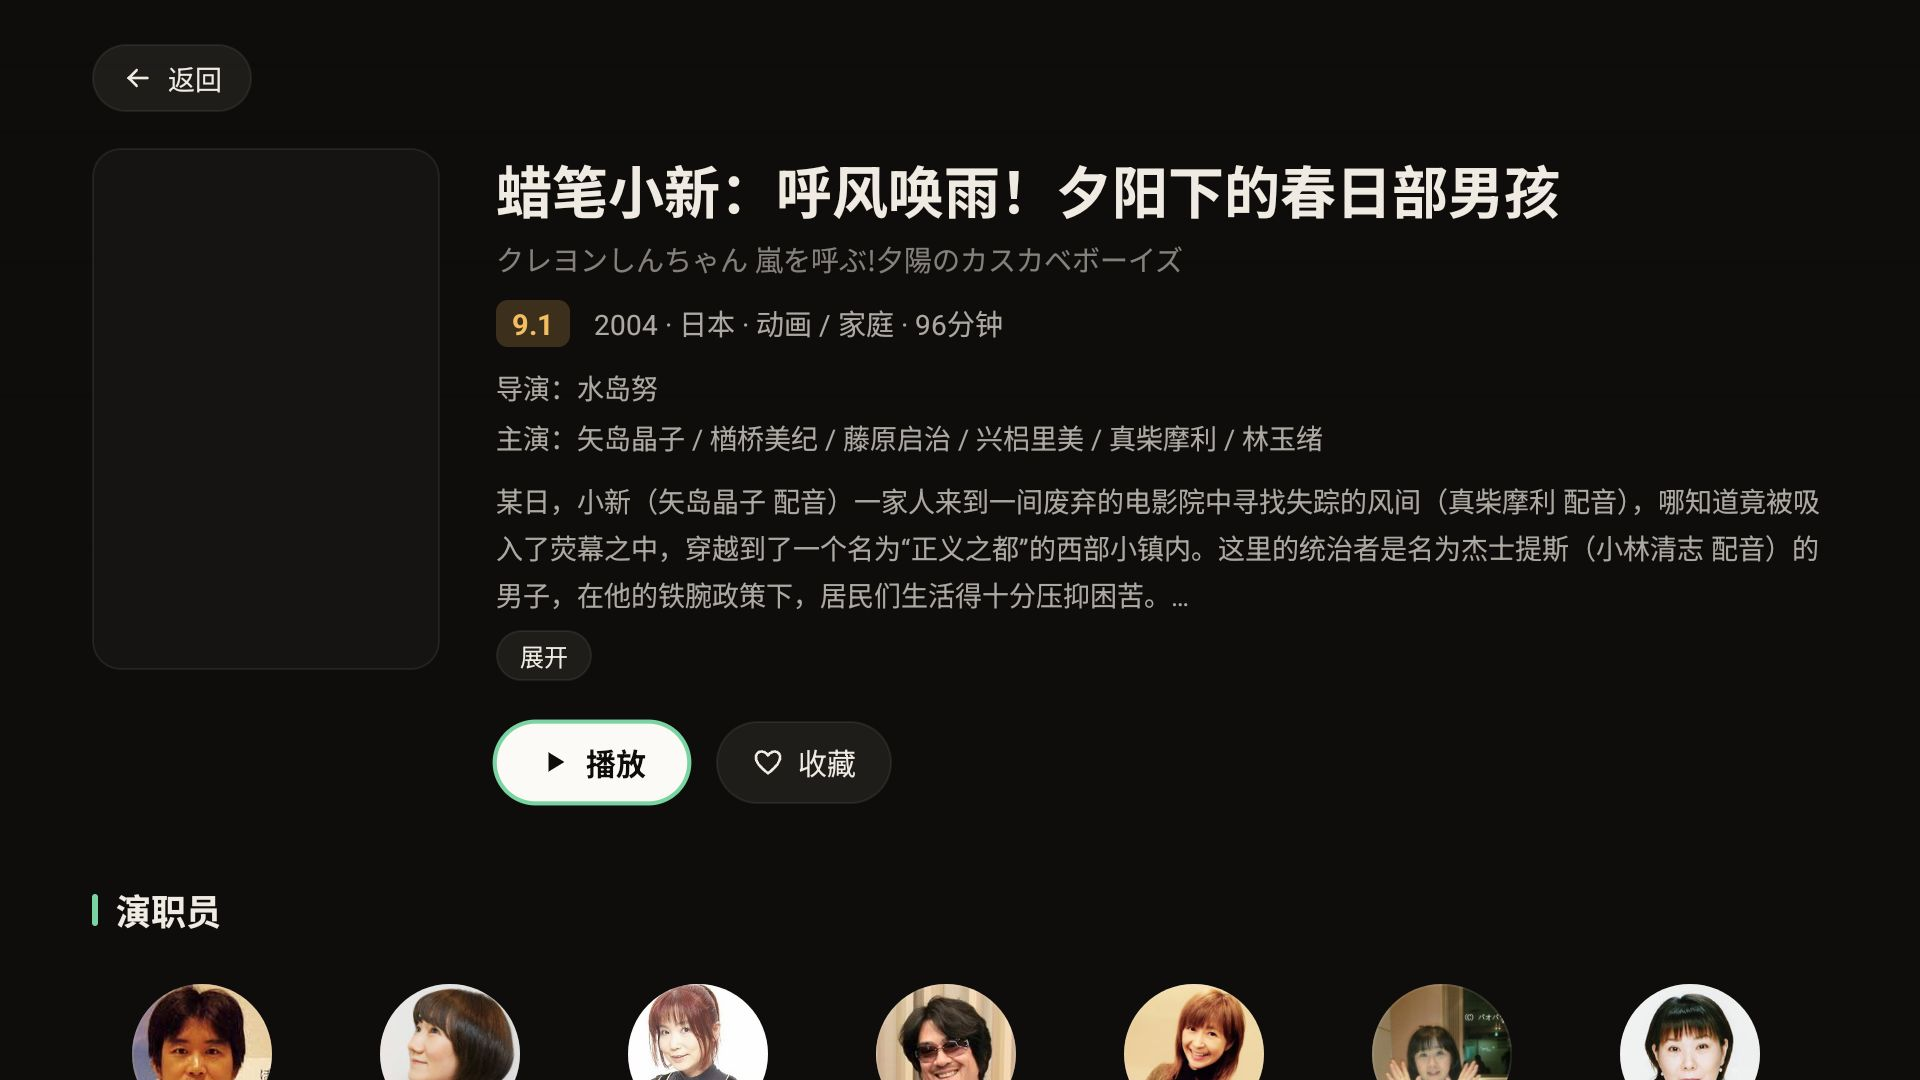 返回
蜡笔小新：呼风唤雨！夕阳下的春日部男孩
クレヨンしんちゃん 嵐を呼ぶ!夕陽のカスカベボーイズ
9.1 2004 · 日本 · 动画 / 家庭 · 96分钟
导演：水岛努
主演：矢岛晶子 / 楢桥美纪 / 藤原启治 / 兴梠里美 / 真柴摩利 / 林玉绪
某日，小新（矢岛晶子 配音）一家人来到一间废弃的电影院中寻找失踪的风间（真柴摩利 配音），哪知道竟被吸
入了荧幕之中，穿越到了一个名为“正义之都”的西部小镇内。这里的统治者是名为杰士提斯（小林清志 配音）的
男子，在他的铁腕政策下，居民们生活得十分压抑困苦。...
展开
播放
收藏
演职员